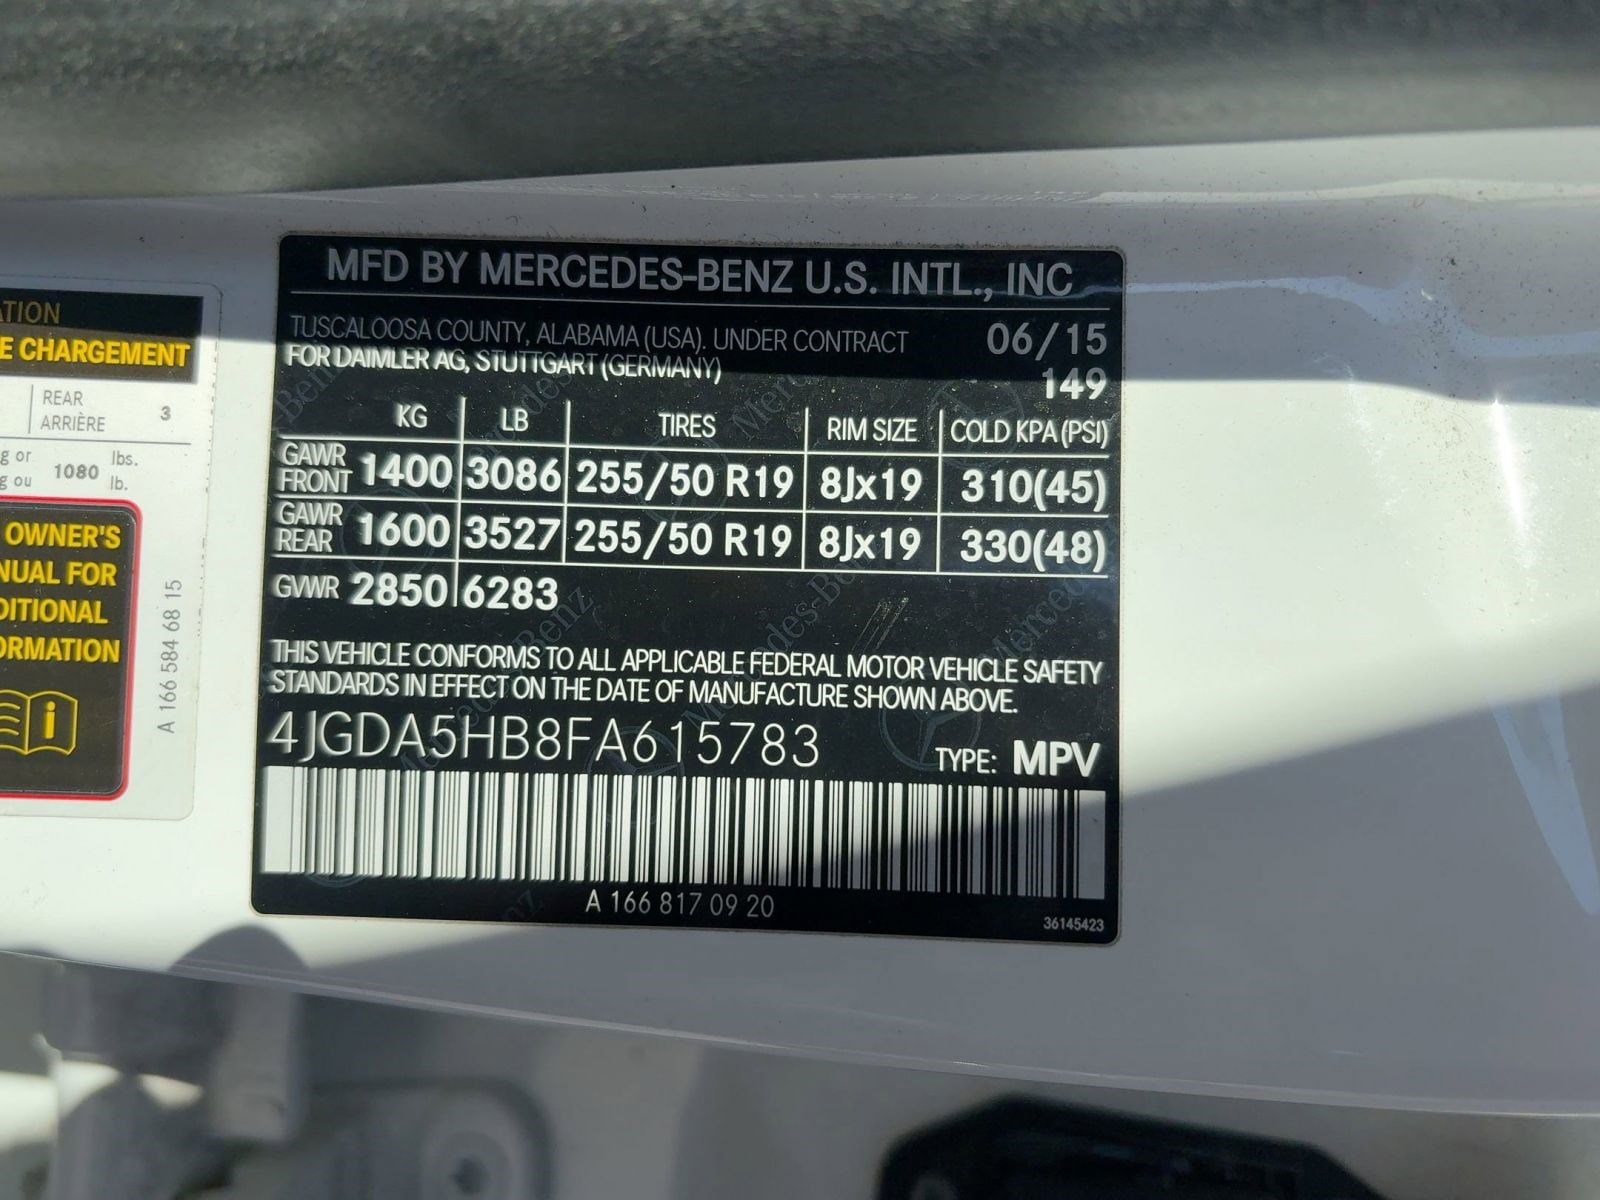 MFD BY MERCEDES-BENZ U.S. INTL., INC
TUSCALOOSA COUNTY, ALABAMA (USA). UNDER CONTRACT 06/15
FOR DAIMLER AG, STUTTGART (GERMANY) 149
KG LB TIRES RIM SIZE COLD KPA (PSI)
GAWR FRONT 1400 3086 255/50 R19 8Jx19 310(45)
GAWR REAR 1600 3527 255/50 R19 8Jx19 330(48)
GVWR 2850 6283
THIS VEHICLE CONFORMS TO ALL APPLICABLE FEDERAL MOTOR VEHICLE SAFETY
STANDARDS IN EFFECT ON THE DATE OF MANUFACTURE SHOWN ABOVE.
4JGDA5HB8FA615783 TYPE: MPV
A 166 817 09 20
36145423
ATION
E CHARGEMENT
REAR
ARRIÈRE 3
g or 1080 lbs.
g ou lb.
OWNER'S
NUAL FOR
DITIONAL
ORMATION
A 166 584 68 15